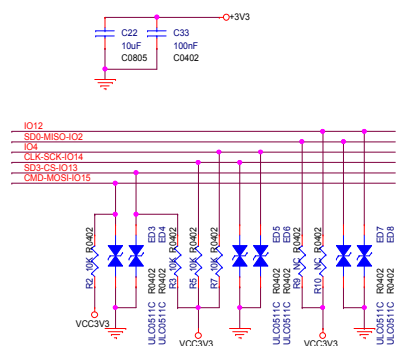 +3V3
C22
10uF
C0805
C33
100nF
C0402
IO12
SD0-MISO-IO2
IO4
CLK-SCK-IO14
SD3-CS-IO13
CMD-MOSI-IO15
R2 10K R0402
ED3
ULC0511C R0402
ED4
ULC0511C R0402
R3 10K R0402
R5 10K R0402
R7 10K R0402
ED5
ULC0511C R0402
ED6
ULC0511C R0402
R9 NC R0402
R10 NC R0402
ED7
ULC0511C R0402
ED8
ULC0511C R0402
VCC3V3
VCC3V3
VCC3V3